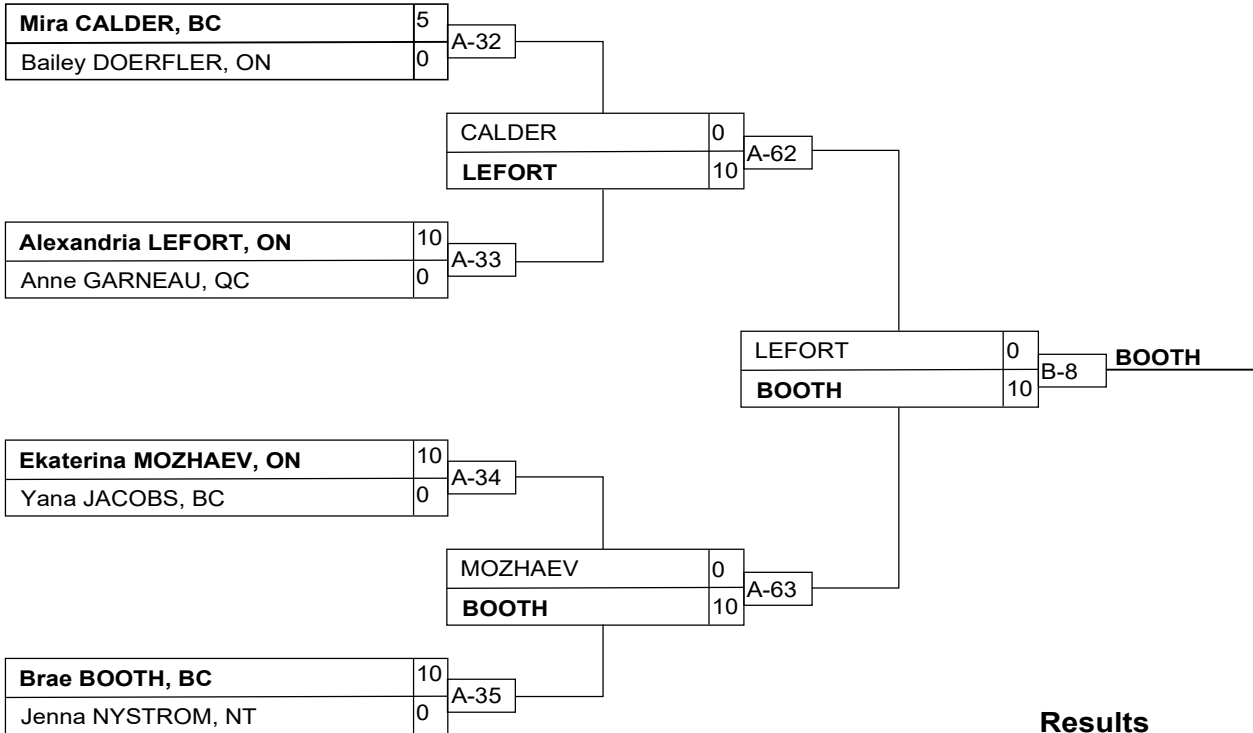 Mira CALDER, BC 5
A-32
Bailey DOERFLER, ON 0
CALDER 0
A-62
LEFORT 10
Alexandria LEFORT, ON 10
A-33
Anne GARNEAU, QC 0
LEFORT 0
BOOTH
B-8
BOOTH 10
Ekaterina MOZHAEV, ON 10
A-34
Yana JACOBS, BC 0
MOZHAEV 0
A-63
BOOTH 10
Brae BOOTH, BC 10
A-35
Jenna NYSTROM, NT 0
Results